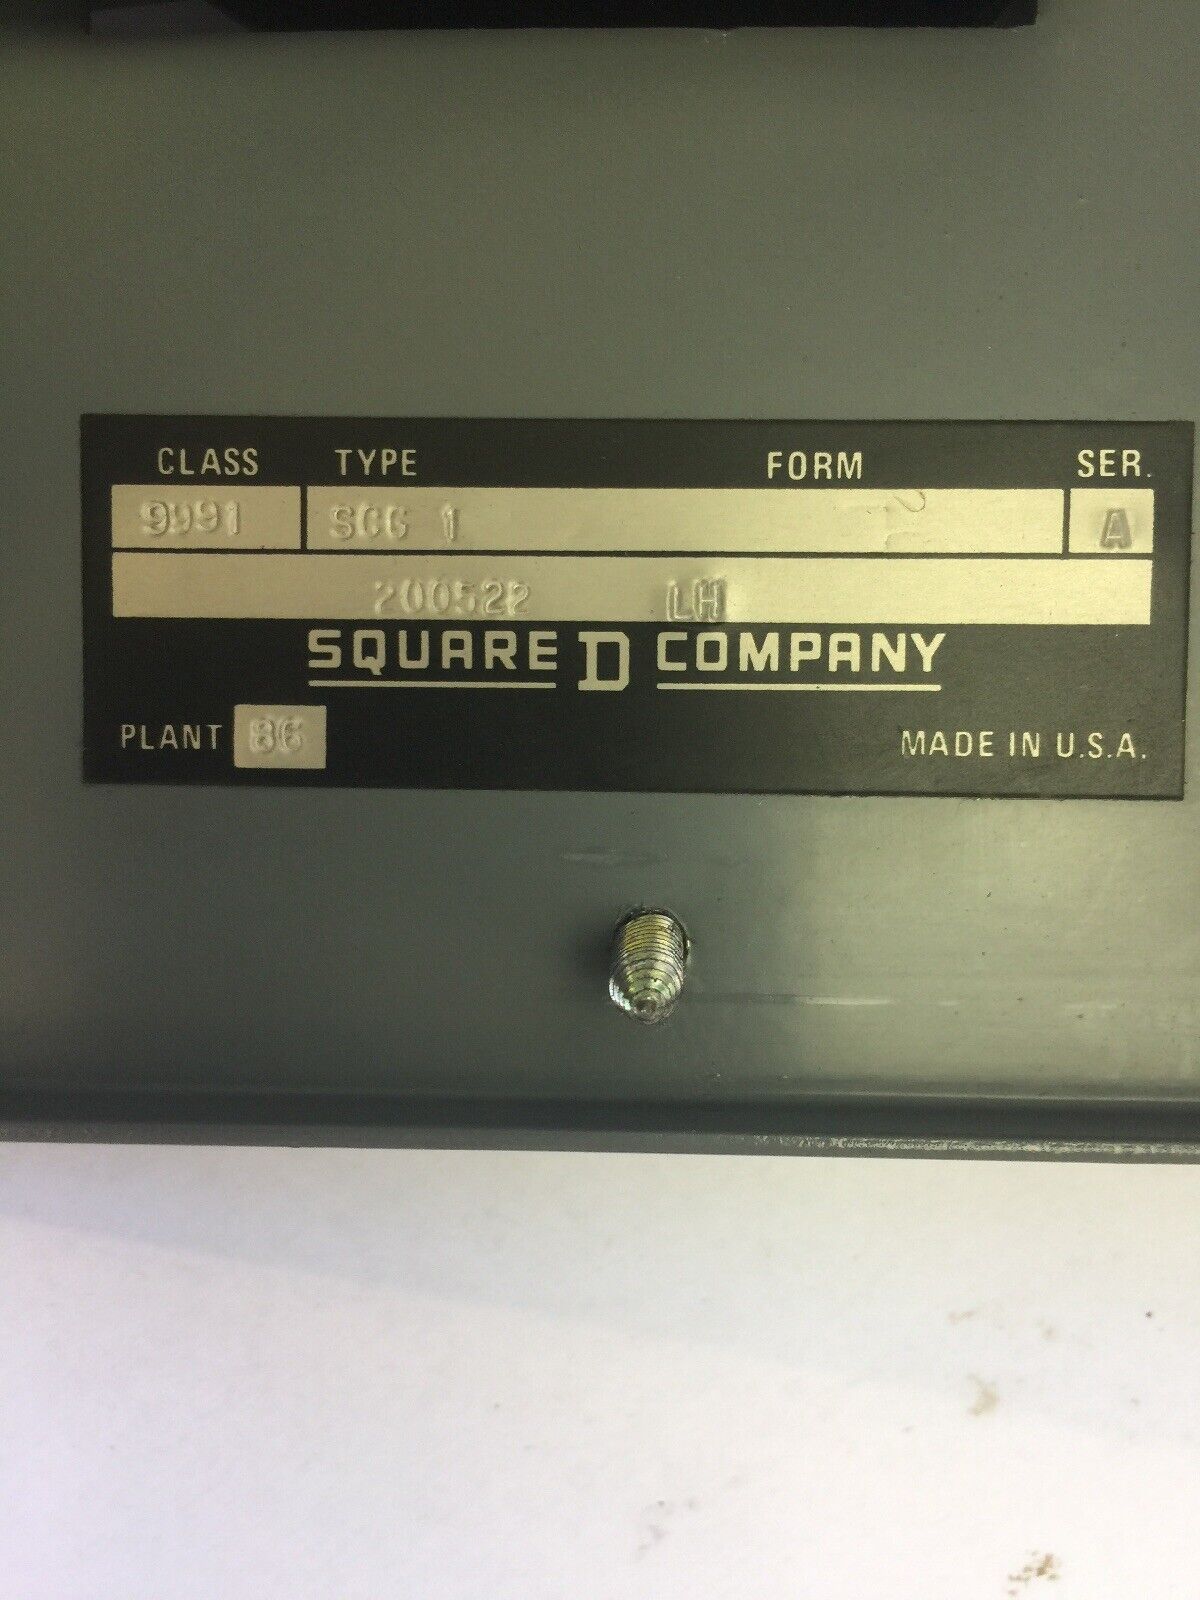 CLASS TYPE FORM SER.
9991 SCG 1 A
200522 LH
SQUARE D COMPANY
PLANT 86 MADE IN U.S.A.